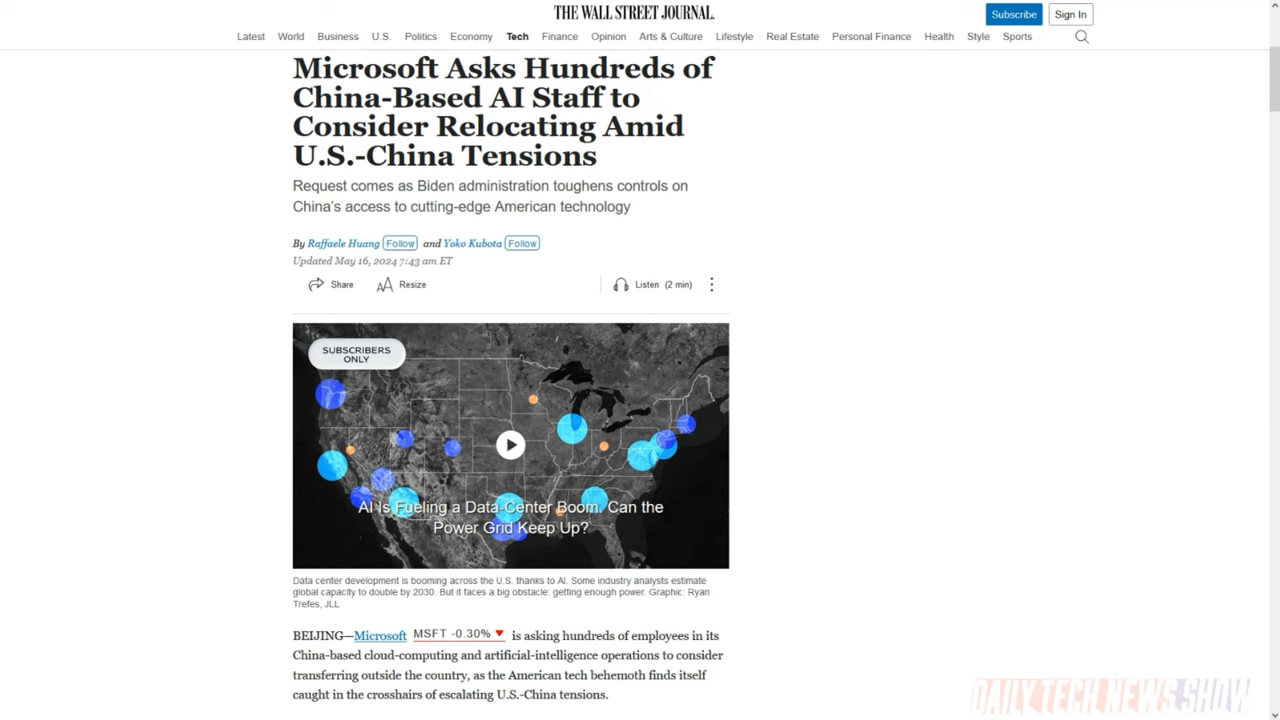 THE WALL STREET JOURNAL.
Subscribe
Sign In
Latest World Business U.S. Politics Economy Tech Finance Opinion Arts & Culture Lifestyle Real Estate Personal Finance Health Style Sports
Microsoft Asks Hundreds of
China-Based AI Staff to
Consider Relocating Amid
U.S.-China Tensions
Request comes as Biden administration toughens controls on
China's access to cutting-edge American technology
By Raffaele Huang Follow and Yoko Kubota Follow
Updated May 16, 2024 7:43 am ET
Share AA Resize Listen (2 min)
SUBSCRIBERS
ONLY
AI Is Fueling a Data-Center Boom. Can the
Power Grid Keep Up?
Data center development is booming across the U.S. thanks to AI. Some industry analysts estimate
global capacity to double by 2030. But it faces a big obstacle: getting enough power. Graphic: Ryan
Trefes, JLL
BEIJING—Microsoft MSFT -0.30% is asking hundreds of employees in its
China-based cloud-computing and artificial-intelligence operations to consider
transferring outside the country, as the American tech behemoth finds itself
caught in the crosshairs of escalating U.S.-China tensions.
DAILY TECH NEWS SHOW